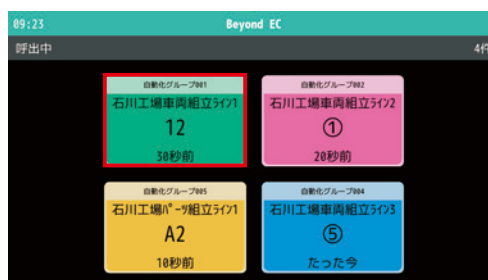 09:23 Beyond EC
呼出中 4件
自動化グループ001
石川工場車両組立ライン1
12
30秒前
自動化グループ002
石川工場車両組立ライン2
①
20秒前
自動化グループ005
石川工場パーツ組立ライン1
A2
10秒前
自動化グループ004
石川工場車両組立ライン3
⑤
たった今